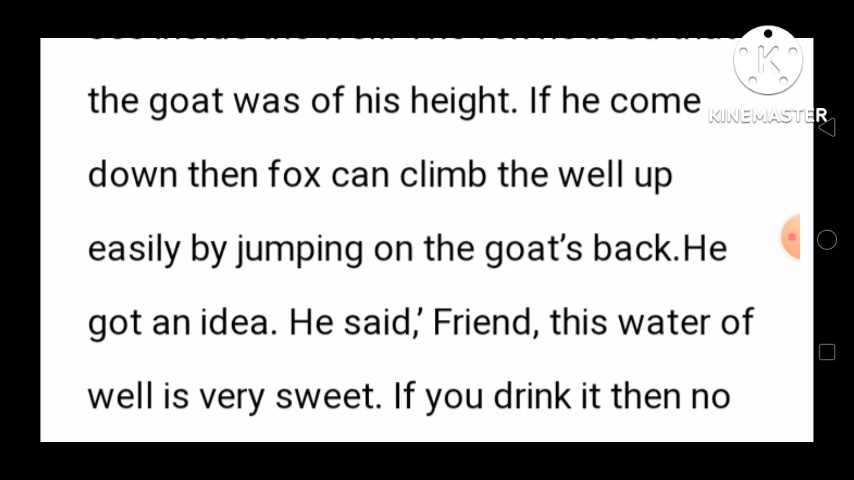 the goat was of his height. If he come
down then fox can climb the well up
easily by jumping on the goat’s back.He
got an idea. He said,’ Friend, this water of
well is very sweet. If you drink it then no
K
KINEMASTER